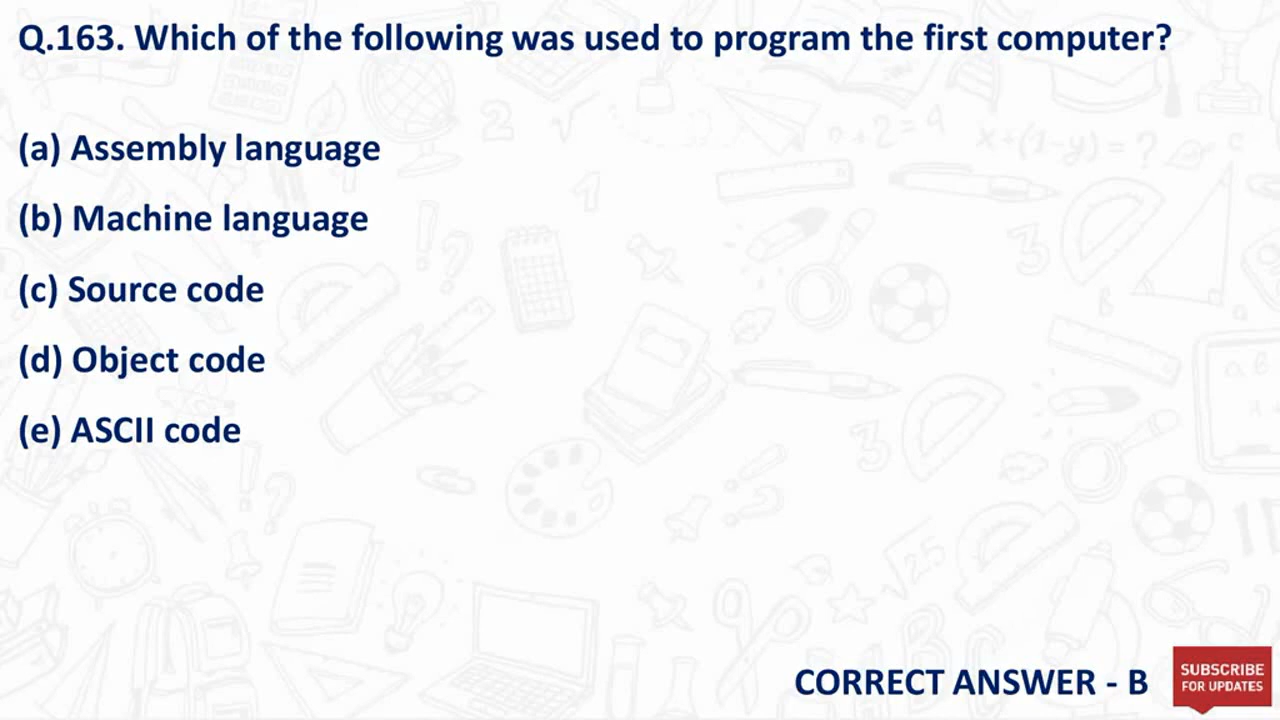 Q.163. Which of the following was used to program the first computer?
(a) Assembly language
(b) Machine language
(c) Source code
(d) Object code
(e) ASCII code
CORRECT ANSWER - B
SUBSCRIBE
FOR UPDATES